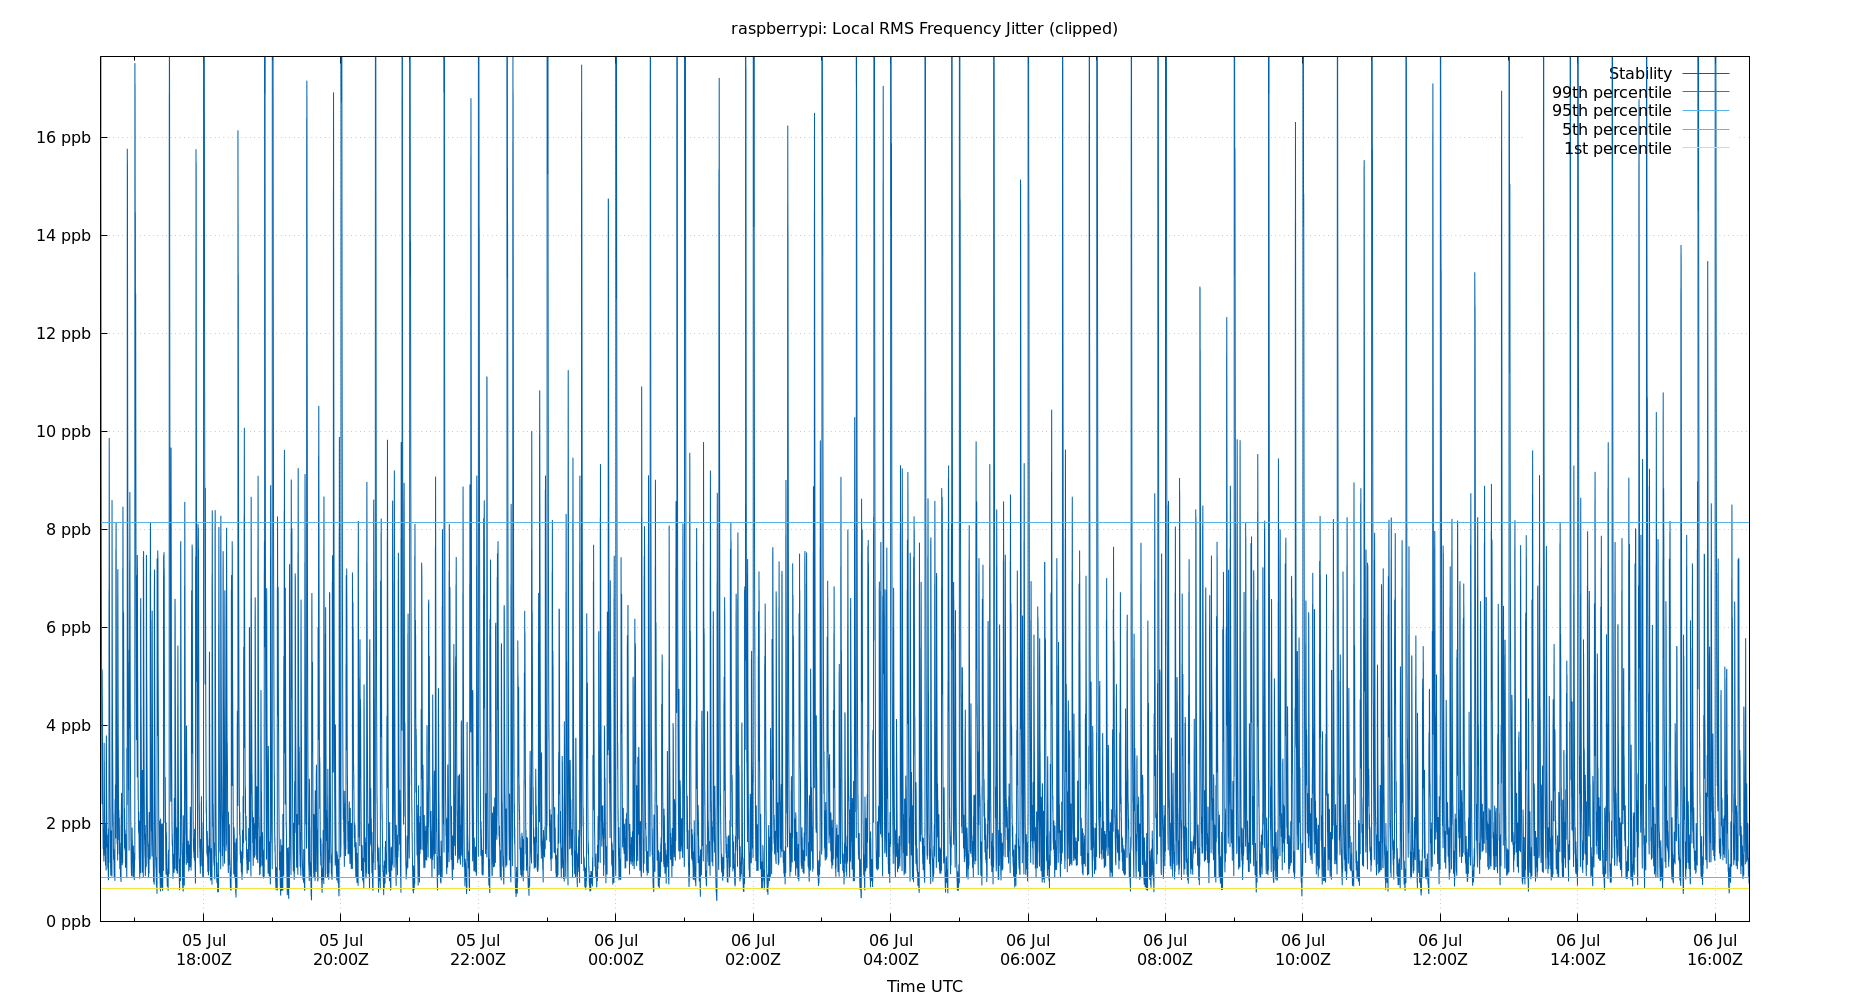 raspberrypi: Local RMS Frequency Jitter (clipped)
Stability
99th percentile
95th percentile
5th percentile
1st percentile
16 ppb
14 ppb
12 ppb
10 ppb
8 ppb
6 ppb
4 ppb
2 ppb
0 ppb
05 Jul 05 Jul 05 Jul 06 Jul 06 Jul 06 Jul 06 Jul 06 Jul 06 Jul 06 Jul 06 Jul 06 Jul
18:00Z 20:00Z 22:00Z 00:00Z 02:00Z 04:00Z 06:00Z 08:00Z 10:00Z 12:00Z 14:00Z 16:00Z
Time UTC